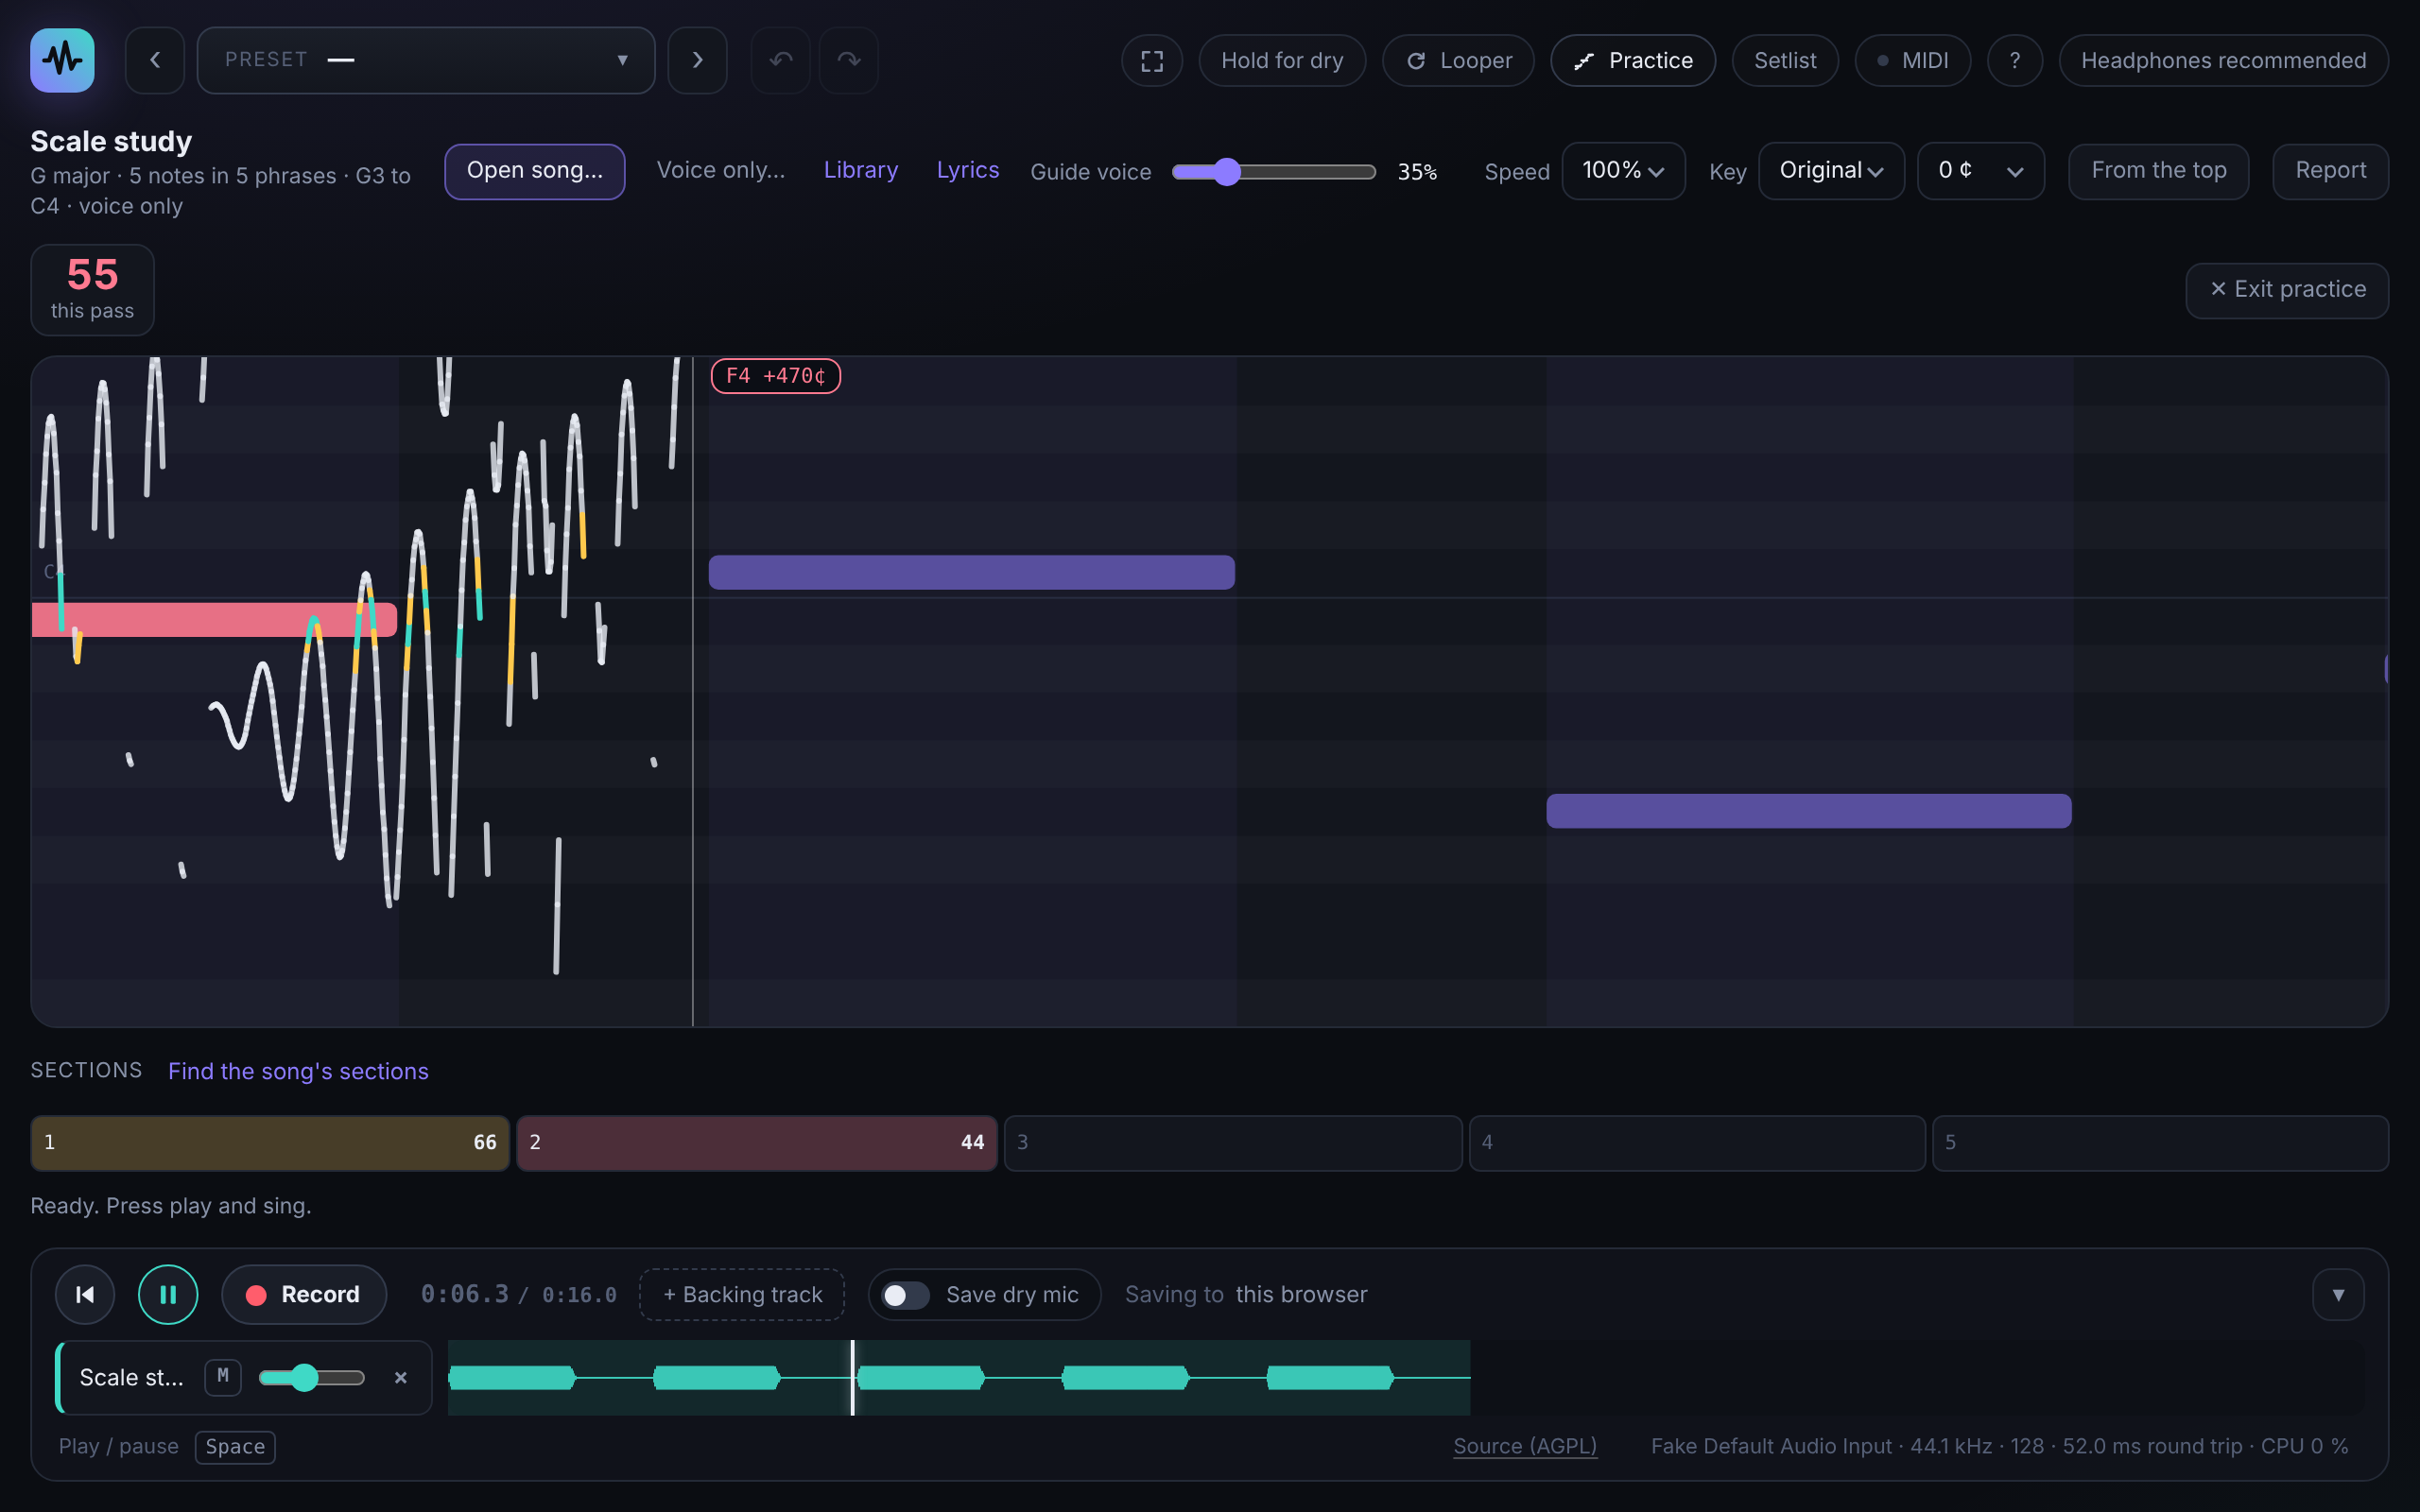 PRESET —
Hold for dry
Looper
Practice
Setlist
MIDI
?
Headphones recommended
Scale study
G major · 5 notes in 5 phrases · G3 to
C4 · voice only
Open song...
Voice only...
Library
Lyrics
Guide voice
35%
Speed
100%
Key
Original
0 ¢
From the top
Report
55
this pass
✕ Exit practice
F4 +470¢
SECTIONS
Find the song's sections
1 66
2 44
3
4
5
Ready. Press play and sing.
Record
0:06.3 / 0:16.0
+ Backing track
Save dry mic
Saving to this browser
Scale st...
M
×
Play / pause
Space
Source (AGPL)
Fake Default Audio Input · 44.1 kHz · 128 · 52.0 ms round trip · CPU 0 %